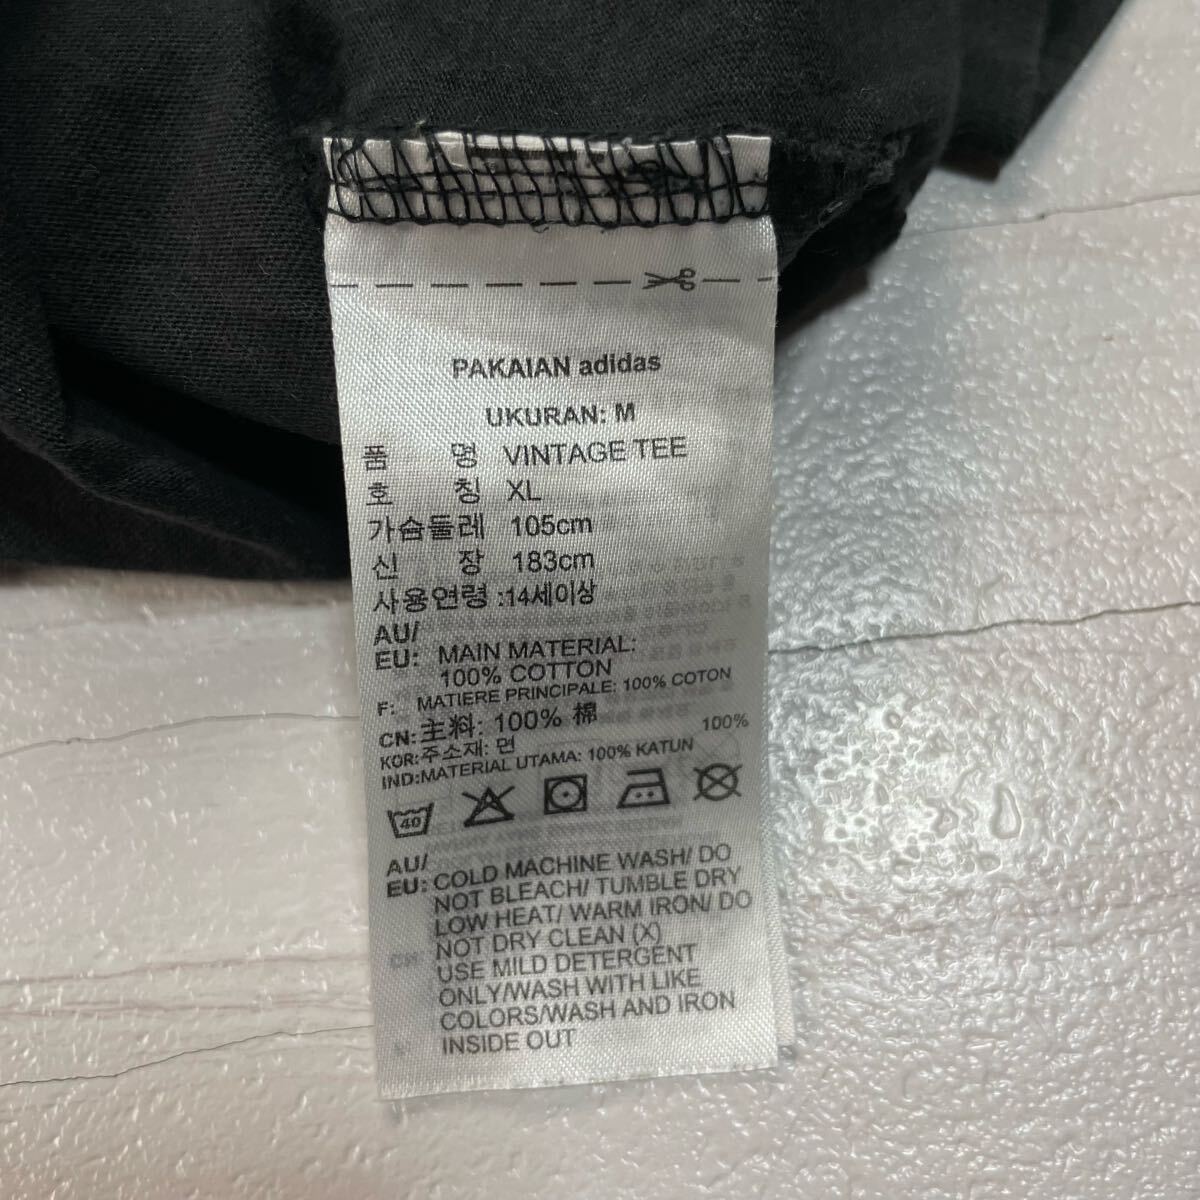 PAKAIAN adidas
UKURAN: M
품 명 VINTAGE TEE
호 칭 XL
가슴둘레 105cm
신 장 183cm
사용연령 :14세이상
AU/
EU: MAIN MATERIAL:
100% COTTON
F: MATIERE PRINCIPALE: 100% COTON
CN: 主料: 100% 棉
KOR:주소재: 면 100%
IND:MATERIAL UTAMA: 100% KATUN
40
AU/
EU: COLD MACHINE WASH/ DO
NOT BLEACH/ TUMBLE DRY
LOW HEAT/ WARM IRON/ DO
NOT DRY CLEAN (X)
USE MILD DETERGENT
ONLY/WASH WITH LIKE
COLORS/WASH AND IRON
INSIDE OUT